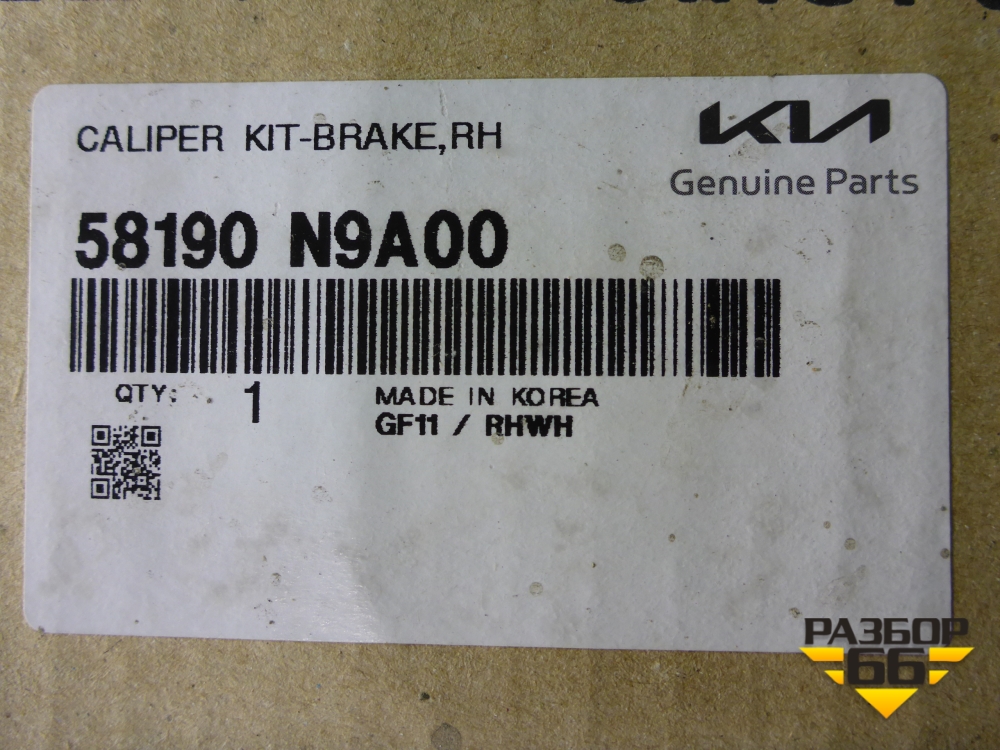 CALIPER KIT-BRAKE,RH
KIA
Genuine Parts
58190 N9A00
QTY: 1
MADE IN KOREA
GF11 / RHWH
РАЗБОР
66